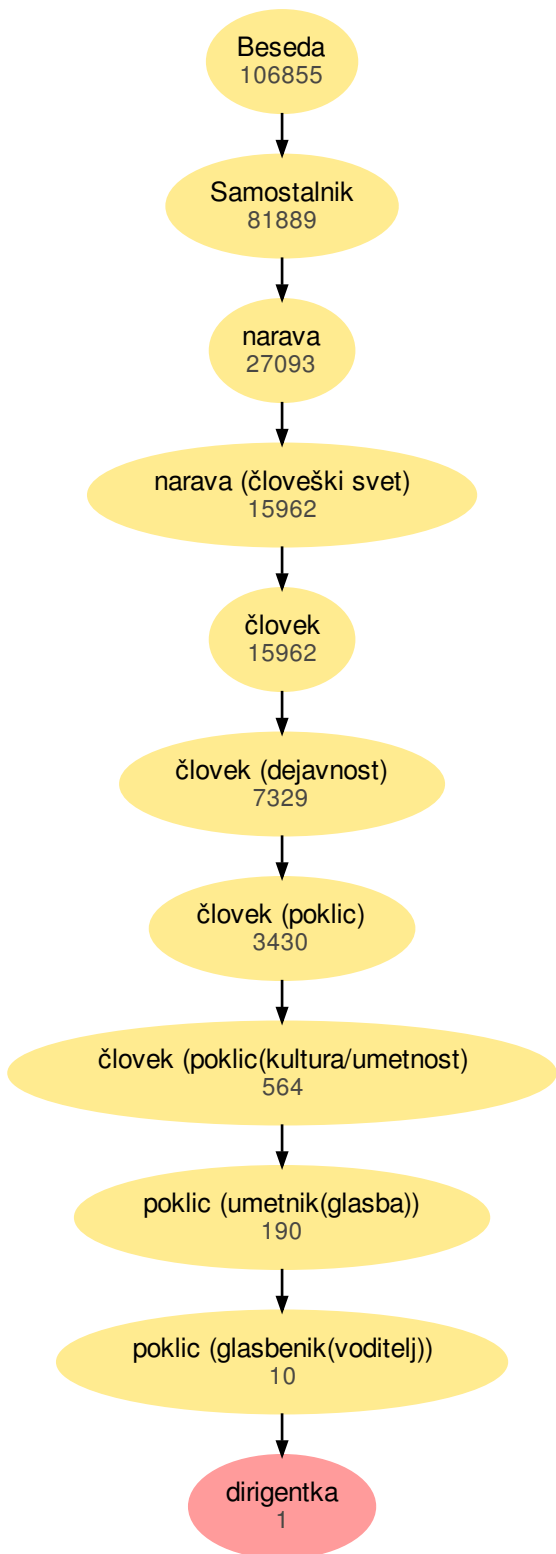 Beseda
106855
Samostalnik
81889
narava
27093
narava (človeški svet)
15962
človek
15962
človek (dejavnost)
7329
človek (poklic)
3430
človek (poklic(kultura/umetnost)
564
poklic (umetnik(glasba))
190
poklic (glasbenik(voditelj))
10
dirigentka
1